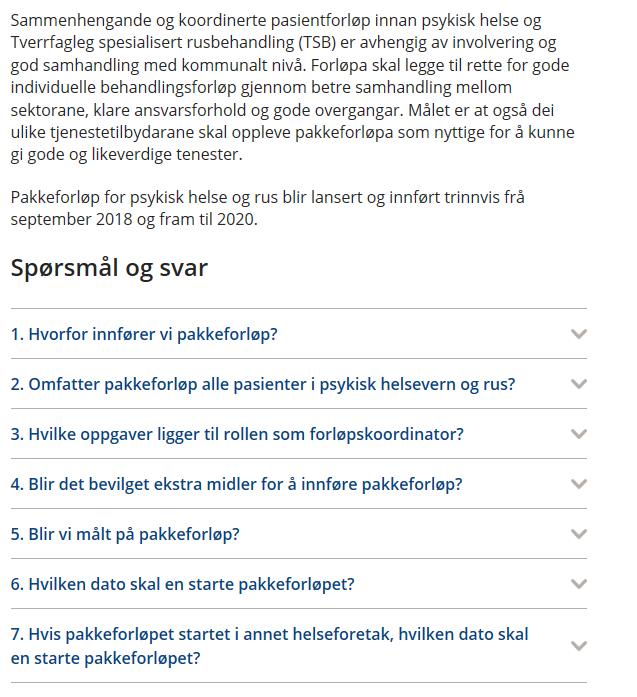 Sammenhengande og koordinerte pasientforløp innan psykisk helse og
Tverrfagleg spesialisert rusbehandling (TSB) er avhengig av involvering og
god samhandling med kommunalt nivå. Forløpa skal legge til rette for gode
individuelle behandlingsforløp gjennom betre samhandling mellom
sektorane, klare ansvarsforhold og gode overgangar. Målet er at også dei
ulike tjenestetilbydarane skal oppleve pakkeforløpa som nyttige for å kunne
gi gode og likeverdige tenester.
Pakkeforløp for psykisk helse og rus blir lansert og innført trinnvis frå
september 2018 og fram til 2020.
Spørsmål og svar
1. Hvorfor innfører vi pakkeforløp?
2. Omfatter pakkeforløp alle pasienter i psykisk helsevern og rus?
3. Hvilke oppgaver ligger til rollen som forløpskoordinator?
4. Blir det bevilget ekstra midler for å innføre pakkeforløp?
5. Blir vi målt på pakkeforløp?
6. Hvilken dato skal en starte pakkeforløpet?
7. Hvis pakkeforløpet startet i annet helseforetak, hvilken dato skal
en starte pakkeforløpet?